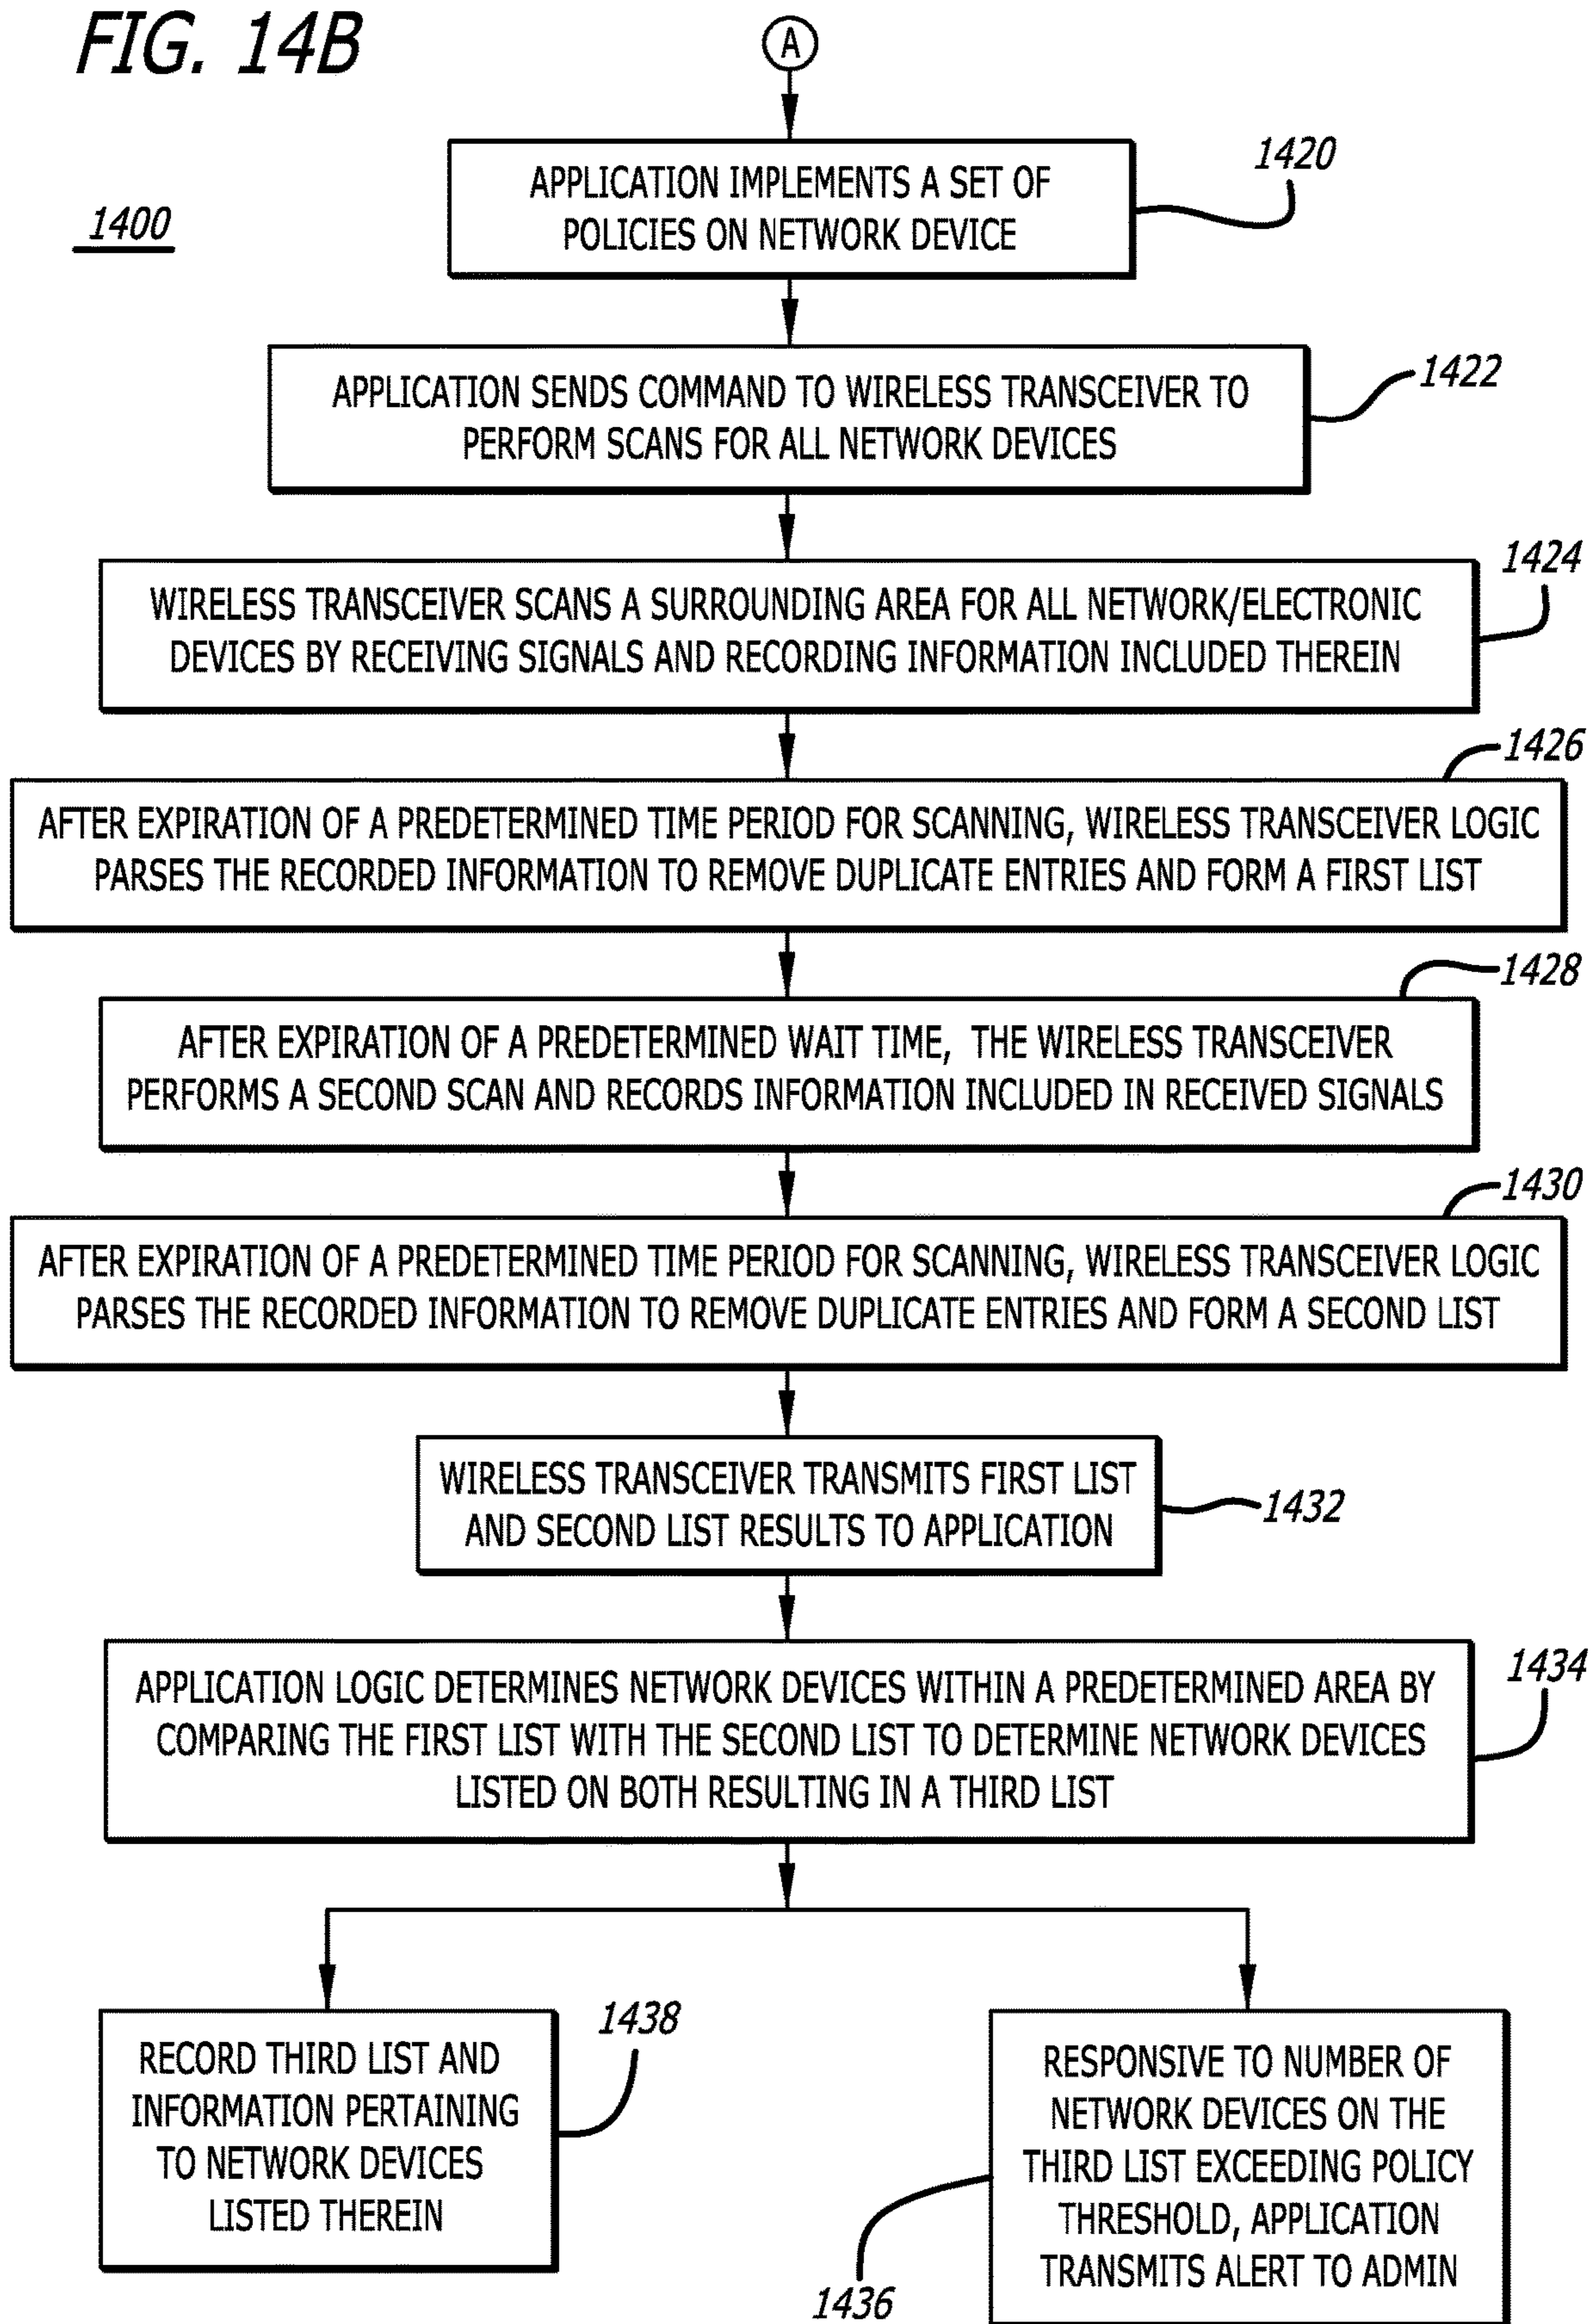 FIG. 14B
A
1400
APPLICATION IMPLEMENTS A SET OF
POLICIES ON NETWORK DEVICE
1420
APPLICATION SENDS COMMAND TO WIRELESS TRANSCEIVER TO
PERFORM SCANS FOR ALL NETWORK DEVICES
1422
WIRELESS TRANSCEIVER SCANS A SURROUNDING AREA FOR ALL NETWORK/ELECTRONIC
DEVICES BY RECEIVING SIGNALS AND RECORDING INFORMATION INCLUDED THEREIN
1424
AFTER EXPIRATION OF A PREDETERMINED TIME PERIOD FOR SCANNING, WIRELESS TRANSCEIVER LOGIC
PARSES THE RECORDED INFORMATION TO REMOVE DUPLICATE ENTRIES AND FORM A FIRST LIST
1426
AFTER EXPIRATION OF A PREDETERMINED WAIT TIME, THE WIRELESS TRANSCEIVER
PERFORMS A SECOND SCAN AND RECORDS INFORMATION INCLUDED IN RECEIVED SIGNALS
1428
AFTER EXPIRATION OF A PREDETERMINED TIME PERIOD FOR SCANNING, WIRELESS TRANSCEIVER LOGIC
PARSES THE RECORDED INFORMATION TO REMOVE DUPLICATE ENTRIES AND FORM A SECOND LIST
1430
WIRELESS TRANSCEIVER TRANSMITS FIRST LIST
AND SECOND LIST RESULTS TO APPLICATION
1432
APPLICATION LOGIC DETERMINES NETWORK DEVICES WITHIN A PREDETERMINED AREA BY
COMPARING THE FIRST LIST WITH THE SECOND LIST TO DETERMINE NETWORK DEVICES
LISTED ON BOTH RESULTING IN A THIRD LIST
1434
RECORD THIRD LIST AND
INFORMATION PERTAINING
TO NETWORK DEVICES
LISTED THEREIN
1438
RESPONSIVE TO NUMBER OF
NETWORK DEVICES ON THE
THIRD LIST EXCEEDING POLICY
THRESHOLD, APPLICATION
TRANSMITS ALERT TO ADMIN
1436